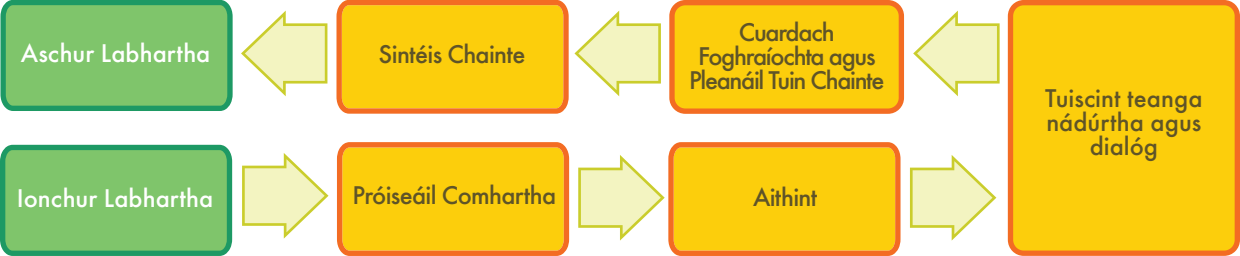 Aschur Labhartha
Sintéis Chainte
Cuardach
Foghraíochta agus
Pleanáil Tuin Chainte
Tuiscint teanga
nádúrtha agus
dialóg
Ionchur Labhartha
Próiseáil Comhartha
Aithint